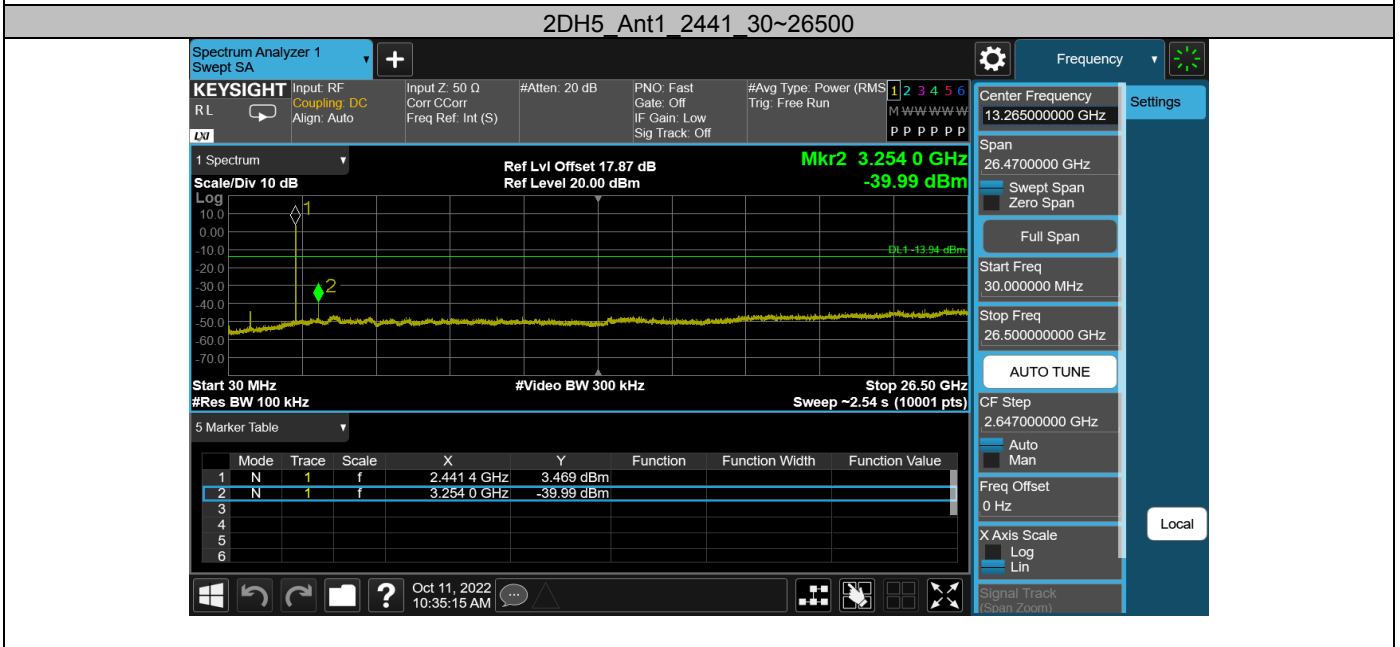 2DH5_Ant1_2441_30~26500
Spectrum Analyzer 1
Swept SA
+
Frequency
KEYSIGHT
RL
LXI
Input: RF
Coupling: DC
Align: Auto
Input Z: 50 Ω
Corr CCorr
Freq Ref: Int (S)
#Atten: 20 dB
PNO: Fast
Gate: Off
IF Gain: Low
Sig Track: Off
#Avg Type: Power (RMS
Trig: Free Run
1 2 3 4 5 6
M W W W W W
P P P P P P
1 Spectrum
Scale/Div 10 dB
Ref Lvl Offset 17.87 dB
Ref Level 20.00 dBm
Mkr2 3.254 0 GHz
-39.99 dBm
Log
10.0
0.00
-10.0
-20.0
-30.0
-40.0
-50.0
-60.0
-70.0
1
2
DL1 -13.94 dBm
Start 30 MHz
#Res BW 100 kHz
#Video BW 300 kHz
Stop 26.50 GHz
Sweep ~2.54 s (10001 pts)
5 Marker Table
Mode Trace Scale X Y Function Function Width Function Value
1 N 1 f 2.441 4 GHz 3.469 dBm
2 N 1 f 3.254 0 GHz -39.99 dBm
3
4
5
6
Center Frequency
13.265000000 GHz
Settings
Span
26.4700000 GHz
Swept Span
Zero Span
Full Span
Start Freq
30.000000 MHz
Stop Freq
26.500000000 GHz
AUTO TUNE
CF Step
2.647000000 GHz
Auto
Man
Freq Offset
0 Hz
X Axis Scale
Log
Lin
Local
Signal Track
(Span Zoom)
?
Oct 11, 2022
10:35:15 AM